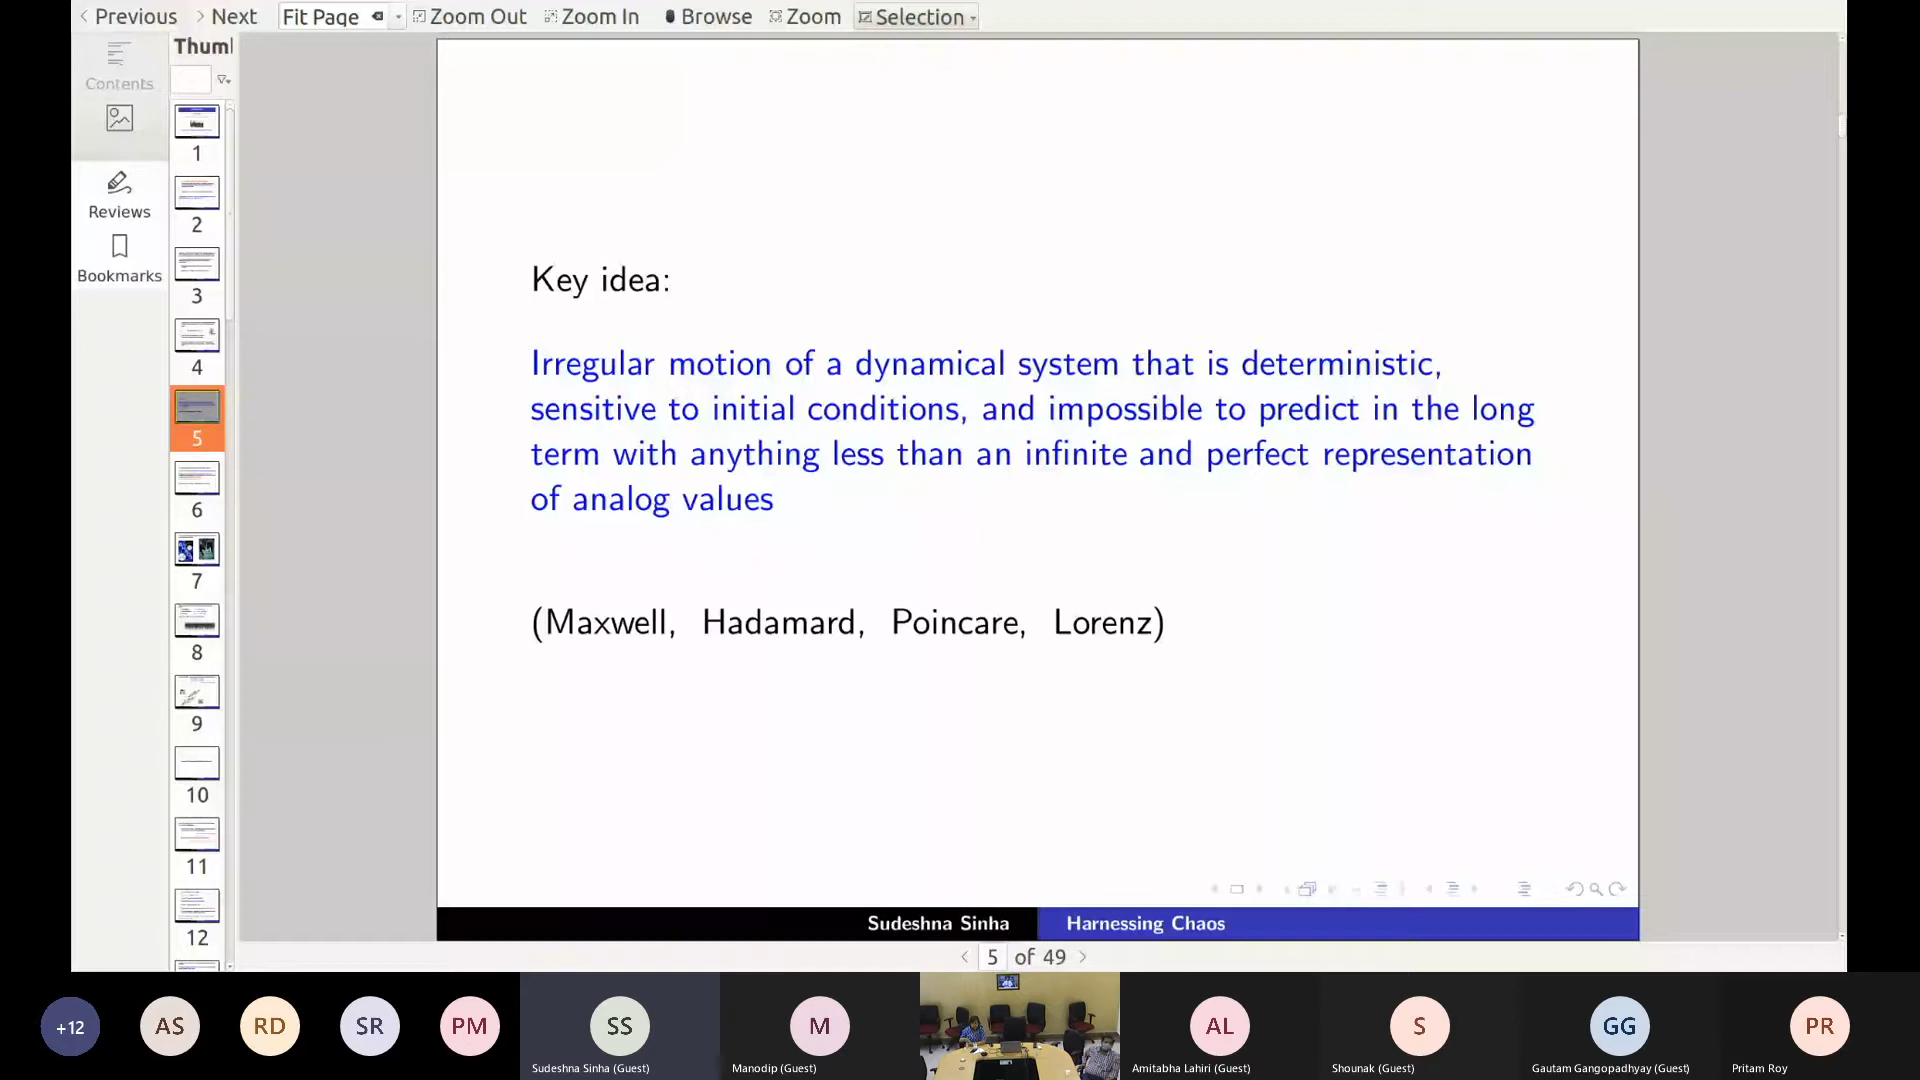 Previous
Next
Fit Page
Zoom Out
Zoom In
Browse
Zoom
Selection
Contents
Reviews
Bookmarks
Thum
1
2
3
4
5
6
7
8
9
10
11
12
Key idea:
Irregular motion of a dynamical system that is deterministic,
sensitive to initial conditions, and impossible to predict in the long
term with anything less than an infinite and perfect representation
of analog values
(Maxwell, Hadamard, Poincare, Lorenz)
Sudeshna Sinha
Harnessing Chaos
5 of 49
+12
AS
RD
SR
PM
SS
Sudeshna Sinha (Guest)
M
Manodip (Guest)
AL
Amitabha Lahiri (Guest)
S
Shounak (Guest)
GG
Gautam Gangopadhyay (Guest)
PR
Pritam Roy